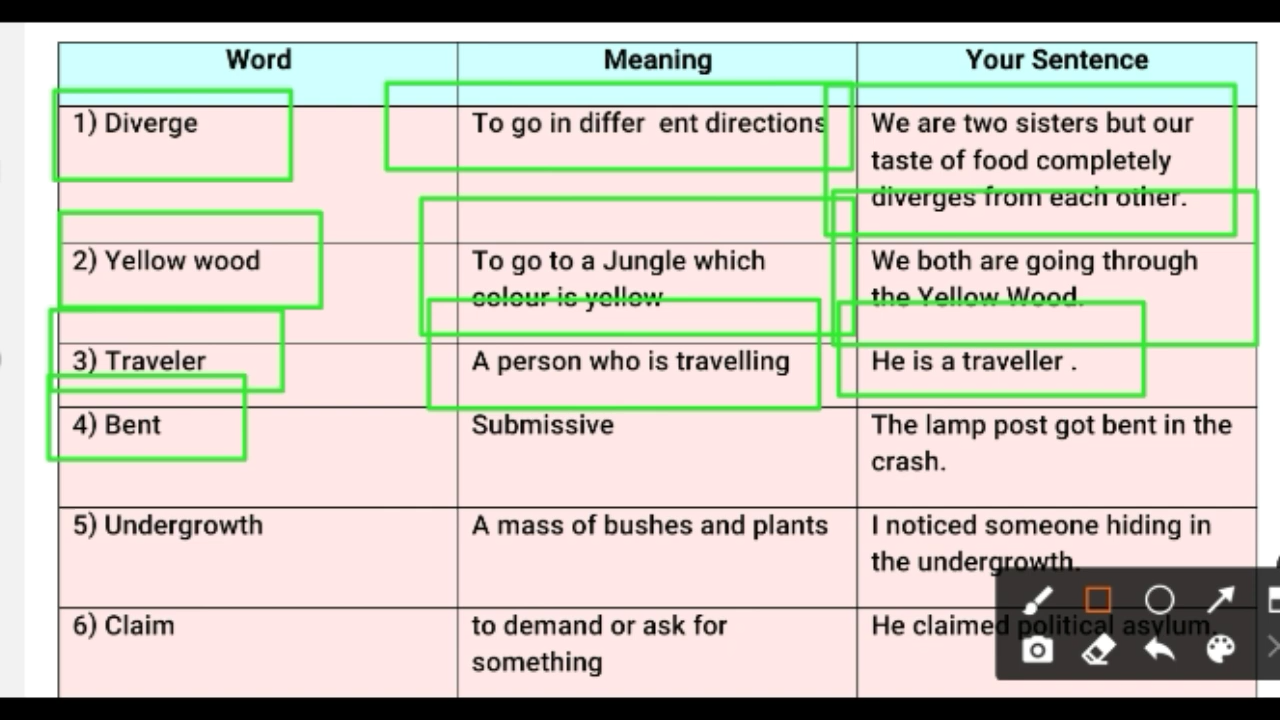 Word Meaning Your Sentence
1) Diverge To go in differ ent directions We are two sisters but our
taste of food completely
diverges from each other.
2) Yellow wood To go to a Jungle which We both are going through
colour is yellow the Yellow Wood.
3) Traveler A person who is travelling He is a traveller .
4) Bent Submissive The lamp post got bent in the
crash.
5) Undergrowth A mass of bushes and plants I noticed someone hiding in
the undergrowth.
6) Claim to demand or ask for He claimed political asylum.
something